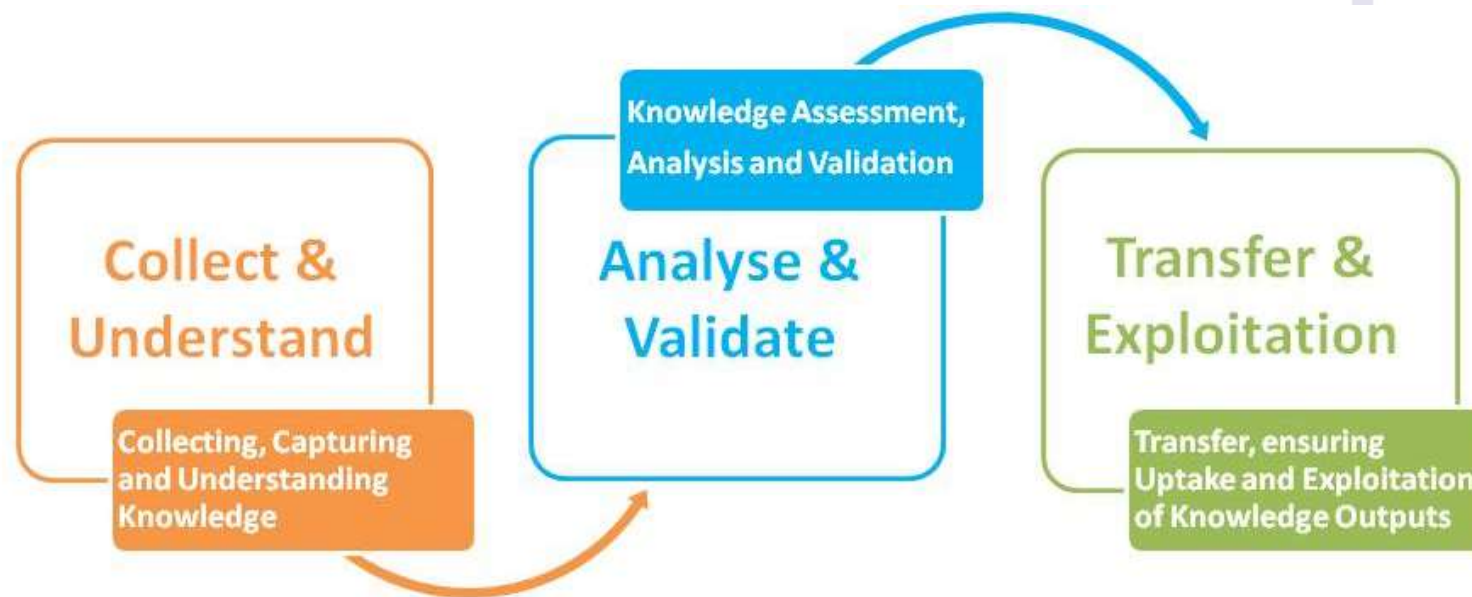 Collect &
Understand
Collecting, Capturing
and Understanding
Knowledge
Knowledge Assessment,
Analysis and Validation
Analyse &
Validate
Transfer &
Exploitation
Transfer, ensuring
Uptake and Exploitation
of Knowledge Outputs